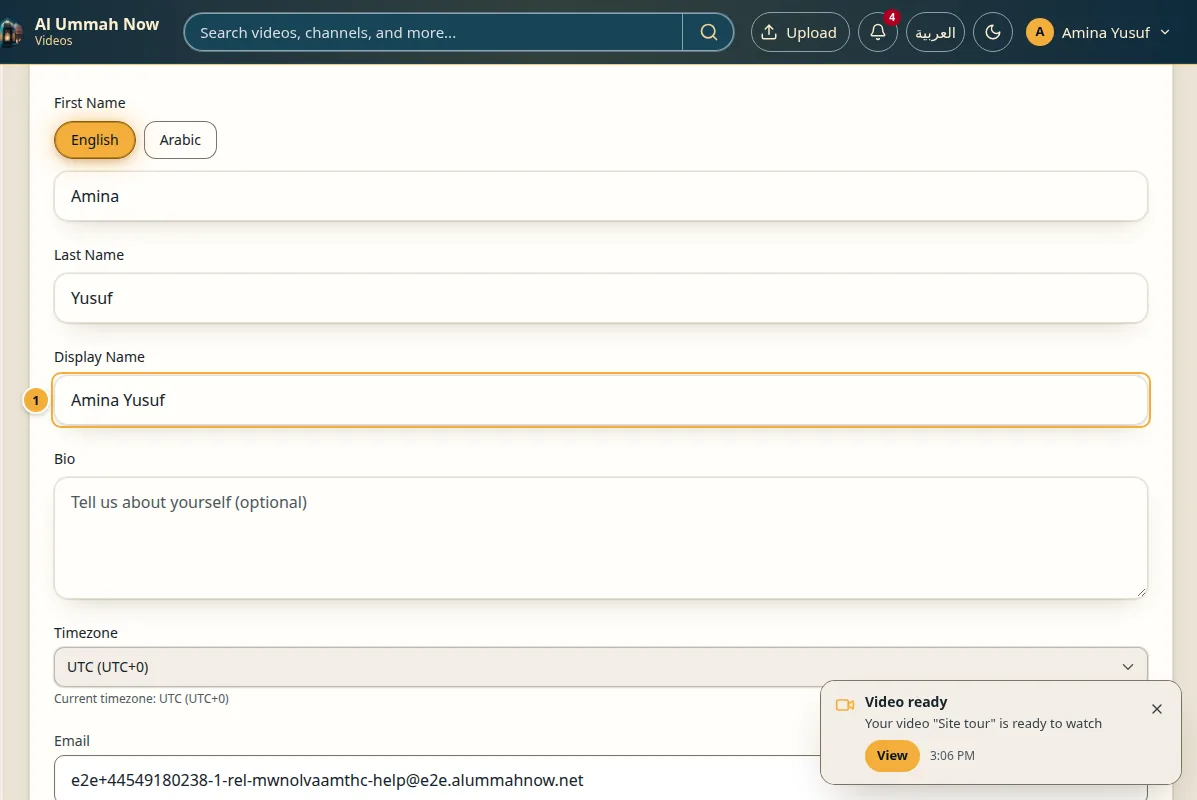 Al Ummah Now
Videos
Search videos, channels, and more...
Upload
4
العربية
A
Amina Yusuf
First Name
English
Arabic
Amina
Last Name
Yusuf
Display Name
1
Amina Yusuf
Bio
Tell us about yourself (optional)
Timezone
UTC (UTC+0)
Current timezone: UTC (UTC+0)
Video ready
Your video "Site tour" is ready to watch
View
3:06 PM
Email
e2e+44549180238-1-rel-mwnolvaamthc-help@e2e.alummahnow.net